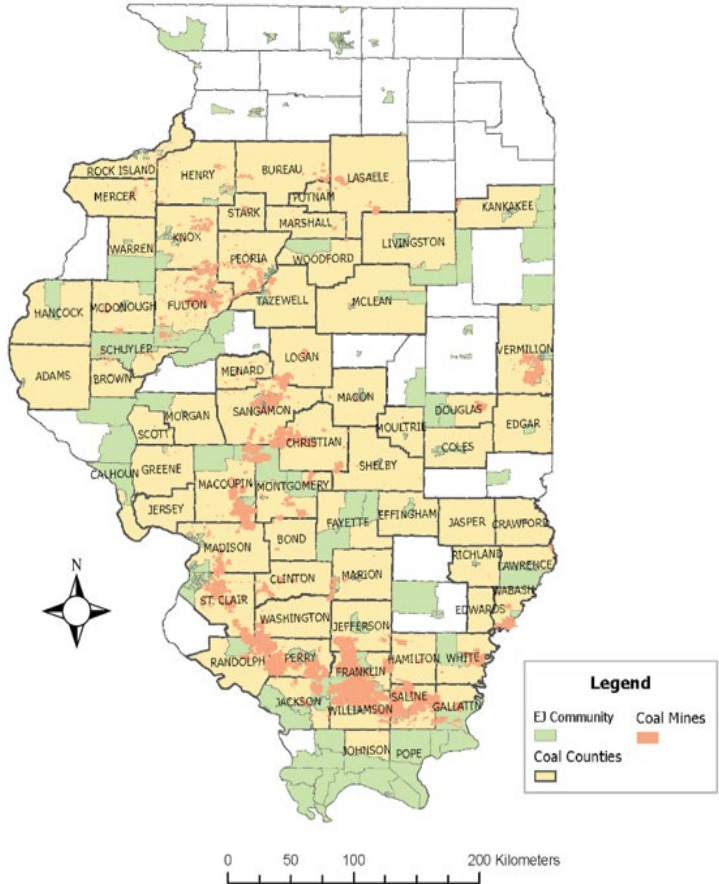 ROCK ISLAND
HENRY
BUREAU
LASALLE
MERCER
PUTNAM
KANKAKEE
STARK
MARSHALL
KNOX
WARREN
PEORIA
LIVINGSTON
WOODFORD
HANCOCK
MCDONOUGH
FULTON
TAZEWELL
MCLEAN
SCHUYLER
VERMILION
ADAMS
BROWN
MENARD
LOGAN
MACON
MORGAN
SANGAMON
DOUGLAS
EDGAR
SCOTT
MOULTRIE
CHRISTIAN
COLES
CALHOUN
GREENE
SHELBY
MACOUPIN
MONTGOMERY
JERSEY
FAYETTE
EFFINGHAM
JASPER
CRAWFORD
MADISON
BOND
RICHLAND
LAWRENCE
CLINTON
MARION
WABASH
ST. CLAIR
EDWARDS
WASHINGTON
JEFFERSON
RANDOLPH
PERRY
HAMILTON
WHITE
FRANKLIN
JACKSON
SALINE
WILLIAMSON
GALLATIN
JOHNSON
POPE
N
Legend
EJ Community
Coal Mines
Coal Counties
0 50 100 200 Kilometers